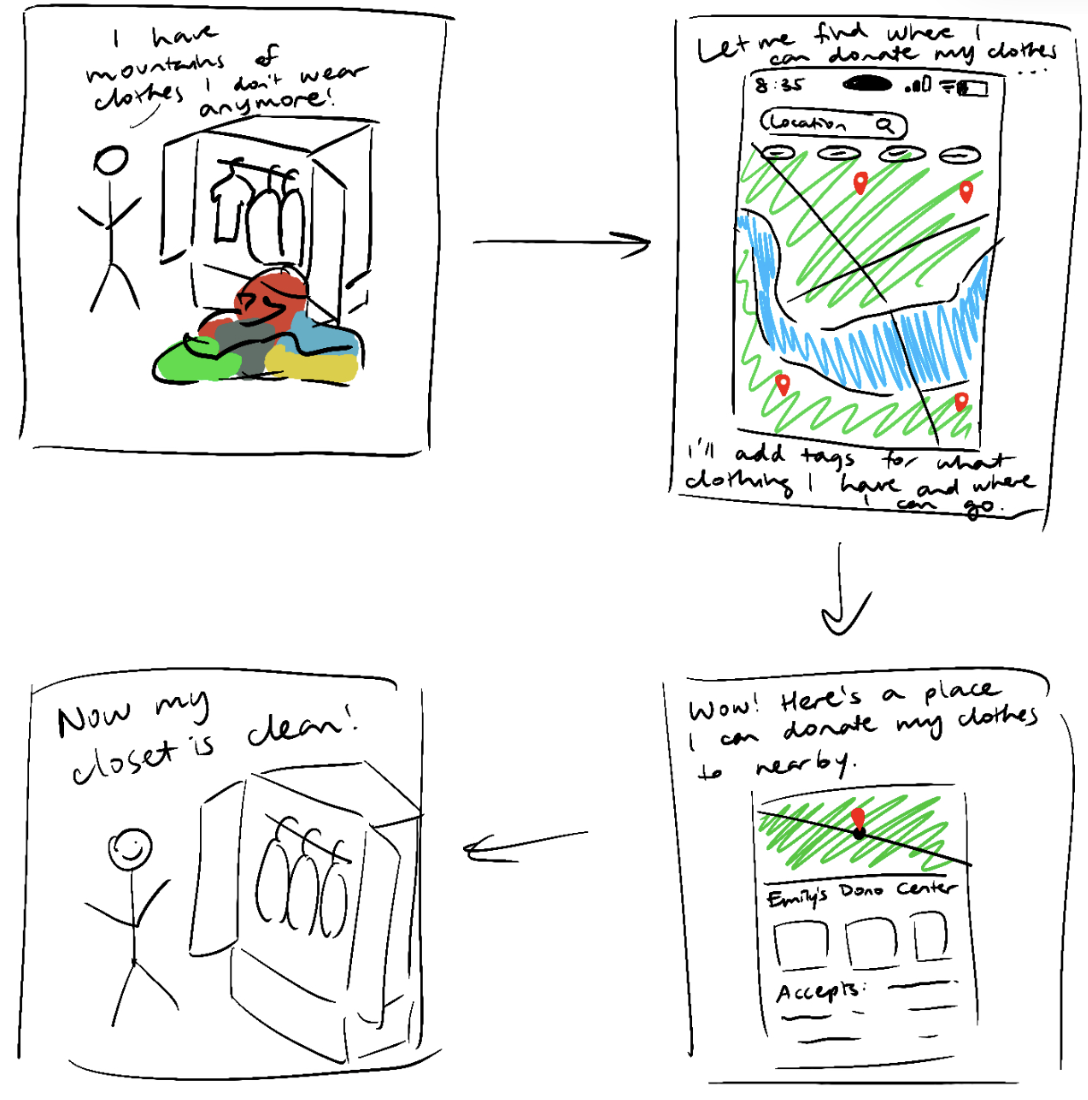 I have
mountains of
clothes I don't wear
anymore!
Let me find where I
can donate my clothes
...
8:35
Location
I'll add tags for what
clothing I have and where
I can go.
Wow! Here's a place
I can donate my clothes
to nearby.
Emily's Dono Center
Accepts:
Now my
closet is clean!